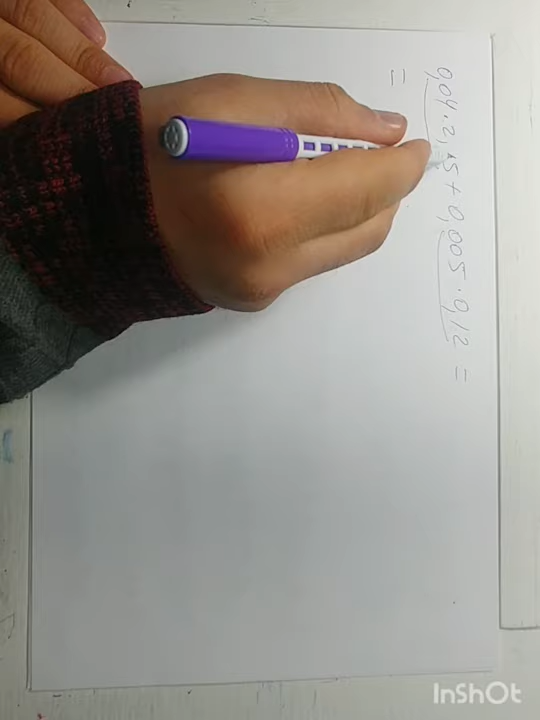 0,04 · 2,15 + 0,005 · 0,12 =
=
InShOt